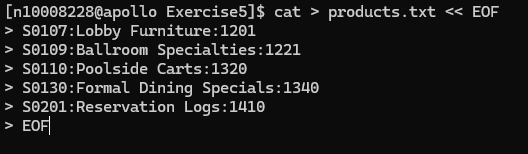 [n10008228@apollo Exercise5]$ cat > products.txt << EOF
> S0107:Lobby Furniture:1201
> S0109:Ballroom Specialties:1221
> S0110:Poolside Carts:1320
> S0130:Formal Dining Specials:1340
> S0201:Reservation Logs:1410
> EOF